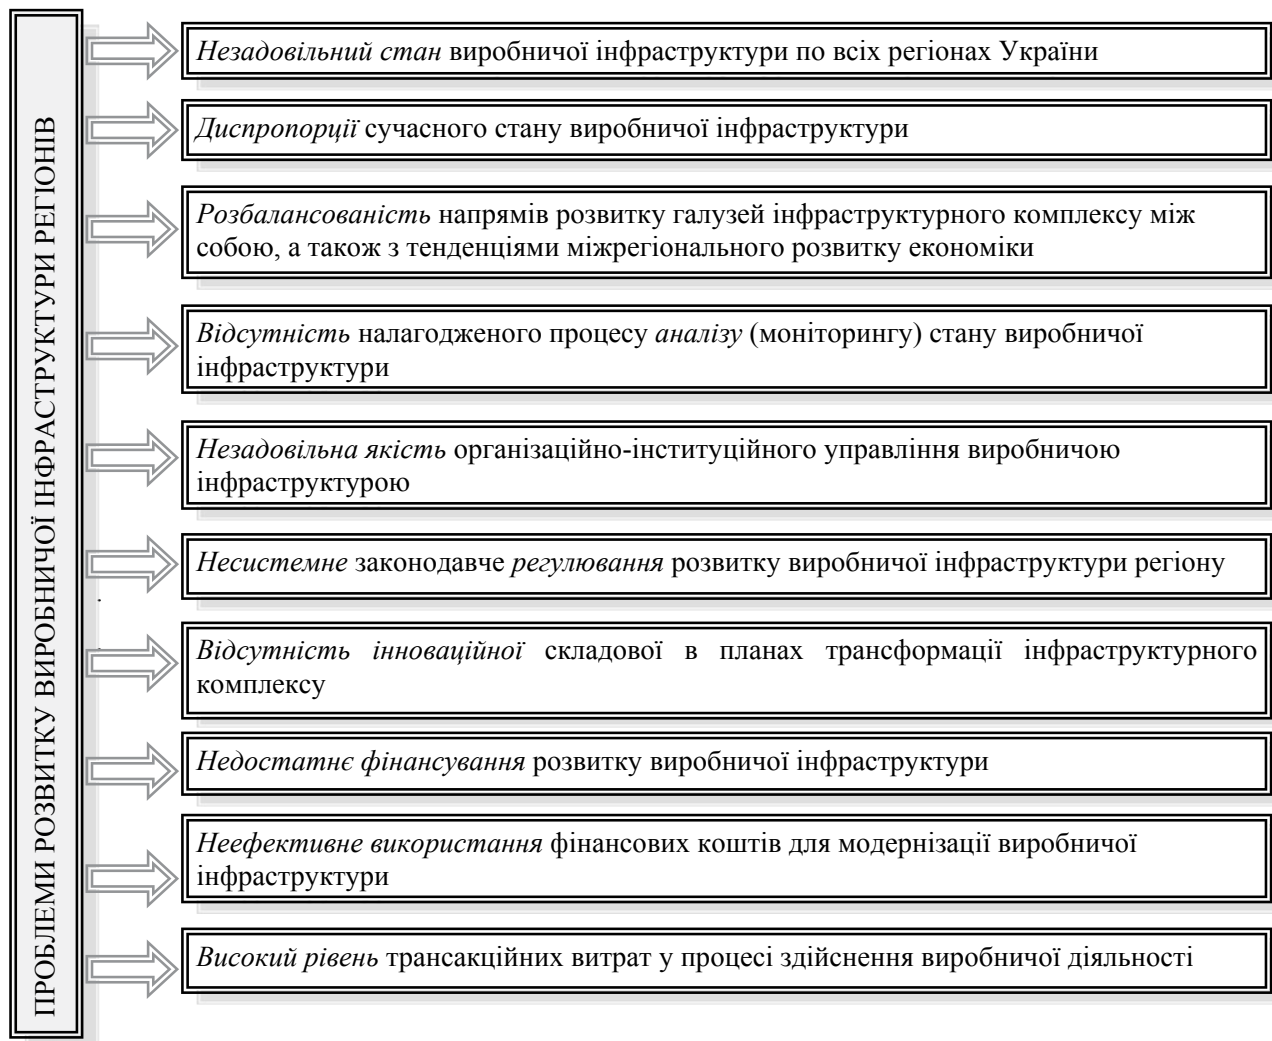 ПРОБЛЕМИ РОЗВИТКУ ВИРОБНИЧОЇ ІНФРАСТРУКТУРИ РЕГІОНІВ
Незадовільний стан виробничої інфраструктури по всіх регіонах України
Диспропорції сучасного стану виробничої інфраструктури
Розбалансованість напрямів розвитку галузей інфраструктурного комплексу між
собою, а також з тенденціями міжрегіонального розвитку економіки
Відсутність налагодженого процесу аналізу (моніторингу) стану виробничої
інфраструктури
Незадовільна якість організаційно-інституційного управління виробничою
інфраструктурою
Несистемне законодавче регулювання розвитку виробничої інфраструктури регіону
Відсутність інноваційної складової в планах трансформації інфраструктурного
комплексу
Недостатнє фінансування розвитку виробничої інфраструктури
Неефективне використання фінансових коштів для модернізації виробничої
інфраструктури
Високий рівень трансакційних витрат у процесі здійснення виробничої діяльності